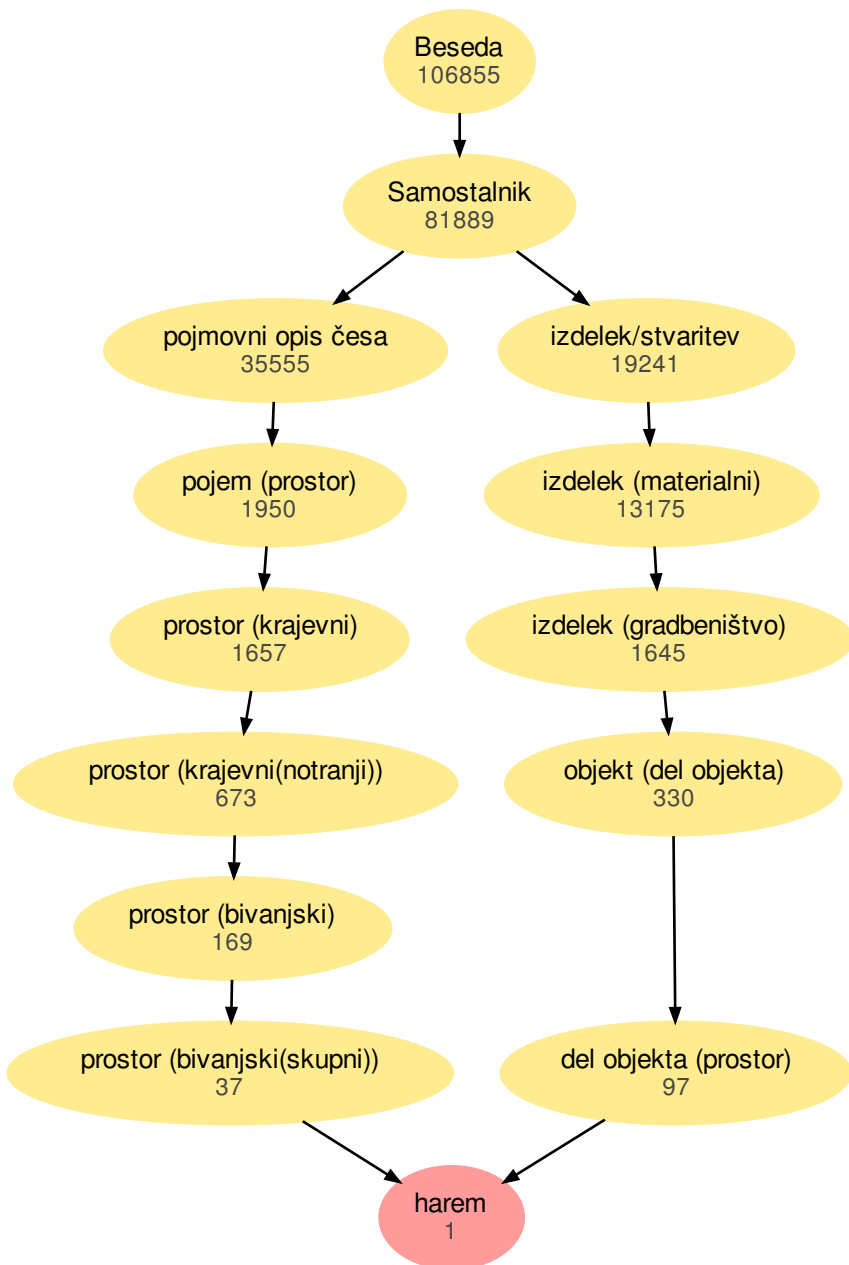 Beseda
106855
Samostalnik
81889
pojmovni opis česa
35555
izdelek/stvaritev
19241
pojem (prostor)
1950
izdelek (materialni)
13175
prostor (krajevni)
1657
izdelek (gradbeništvo)
1645
prostor (krajevni(notranji))
673
objekt (del objekta)
330
prostor (bivanjski)
169
prostor (bivanjski(skupni))
37
del objekta (prostor)
97
harem
1